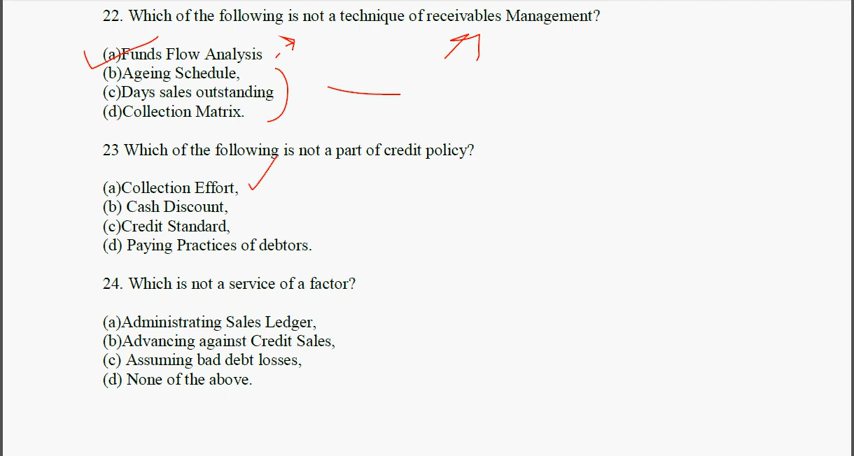 22. Which of the following is not a technique of receivables Management?
(a)Funds Flow Analysis
(b)Ageing Schedule,
(c)Days sales outstanding
(d)Collection Matrix.
23 Which of the following is not a part of credit policy?
(a)Collection Effort,
(b) Cash Discount,
(c)Credit Standard,
(d) Paying Practices of debtors.
24. Which is not a service of a factor?
(a)Administrating Sales Ledger,
(b)Advancing against Credit Sales,
(c) Assuming bad debt losses,
(d) None of the above.